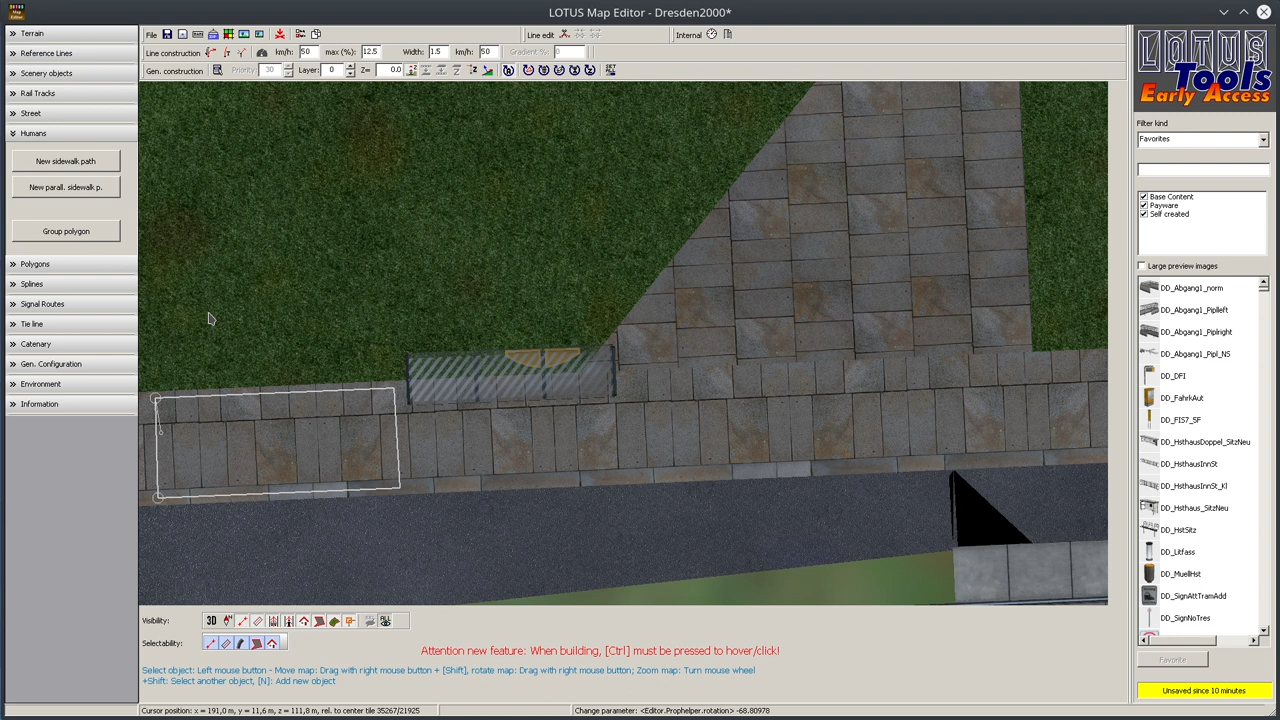 LOTUS Map Editor - Dresden2000*
Terrain
Reference Lines
Scenery objects
Rail Tracks
Street
Humans
New sidewalk path
New parall. sidewalk p.
Group polygon
Polygons
Splines
Signal Routes
Tie line
Catenary
Gen. Configuration
Environment
Information
File
Line edit
Internal
Line construction
km/h: 50 max (%): 12.5 Width: 1.5 km/h: 50 Gradient %: 0
Gen. construction
Priority: 30 Layer: 0 Z= 0.0
LOTUS
Tools
Early Access
Filter kind
Favorites
Base Content
Payware
Self created
Large preview images
DD_Abgang1_norm
DD_Abgang1_Piplleft
DD_Abgang1_Piplright
DD_Abgang1_Pipl_NS
DD_DFI
DD_FahrkAut
DD_FIS7_5F
DD_HsthausDoppel_SitzNeu
DD_HsthausInnSt
DD_HsthausInnSt_Kl
DD_Hsthaus_SitzNeu
DD_HstSitz
DD_Litfass
DD_MuellHst
DD_SignAttTramAdd
DD_SignNoTres
Favorite
Unsaved since 10 minutes
Visibility:
3D
ALL
Selectability:
Attention new feature: When building, [Ctrl] must be pressed to hover/click!
Select object: Left mouse button - Move map: Drag with right mouse button + [Shift], rotate map: Drag with right mouse button; Zoom map: Turn mouse wheel
+Shift: Select another object, [N]: Add new object
Cursor position: x = 191,0 m, y = 11,6 m, z = 111,8 m, rel. to center tile 35267/21925
Change parameter: <Editor.Prophelper.rotation> -68.80978